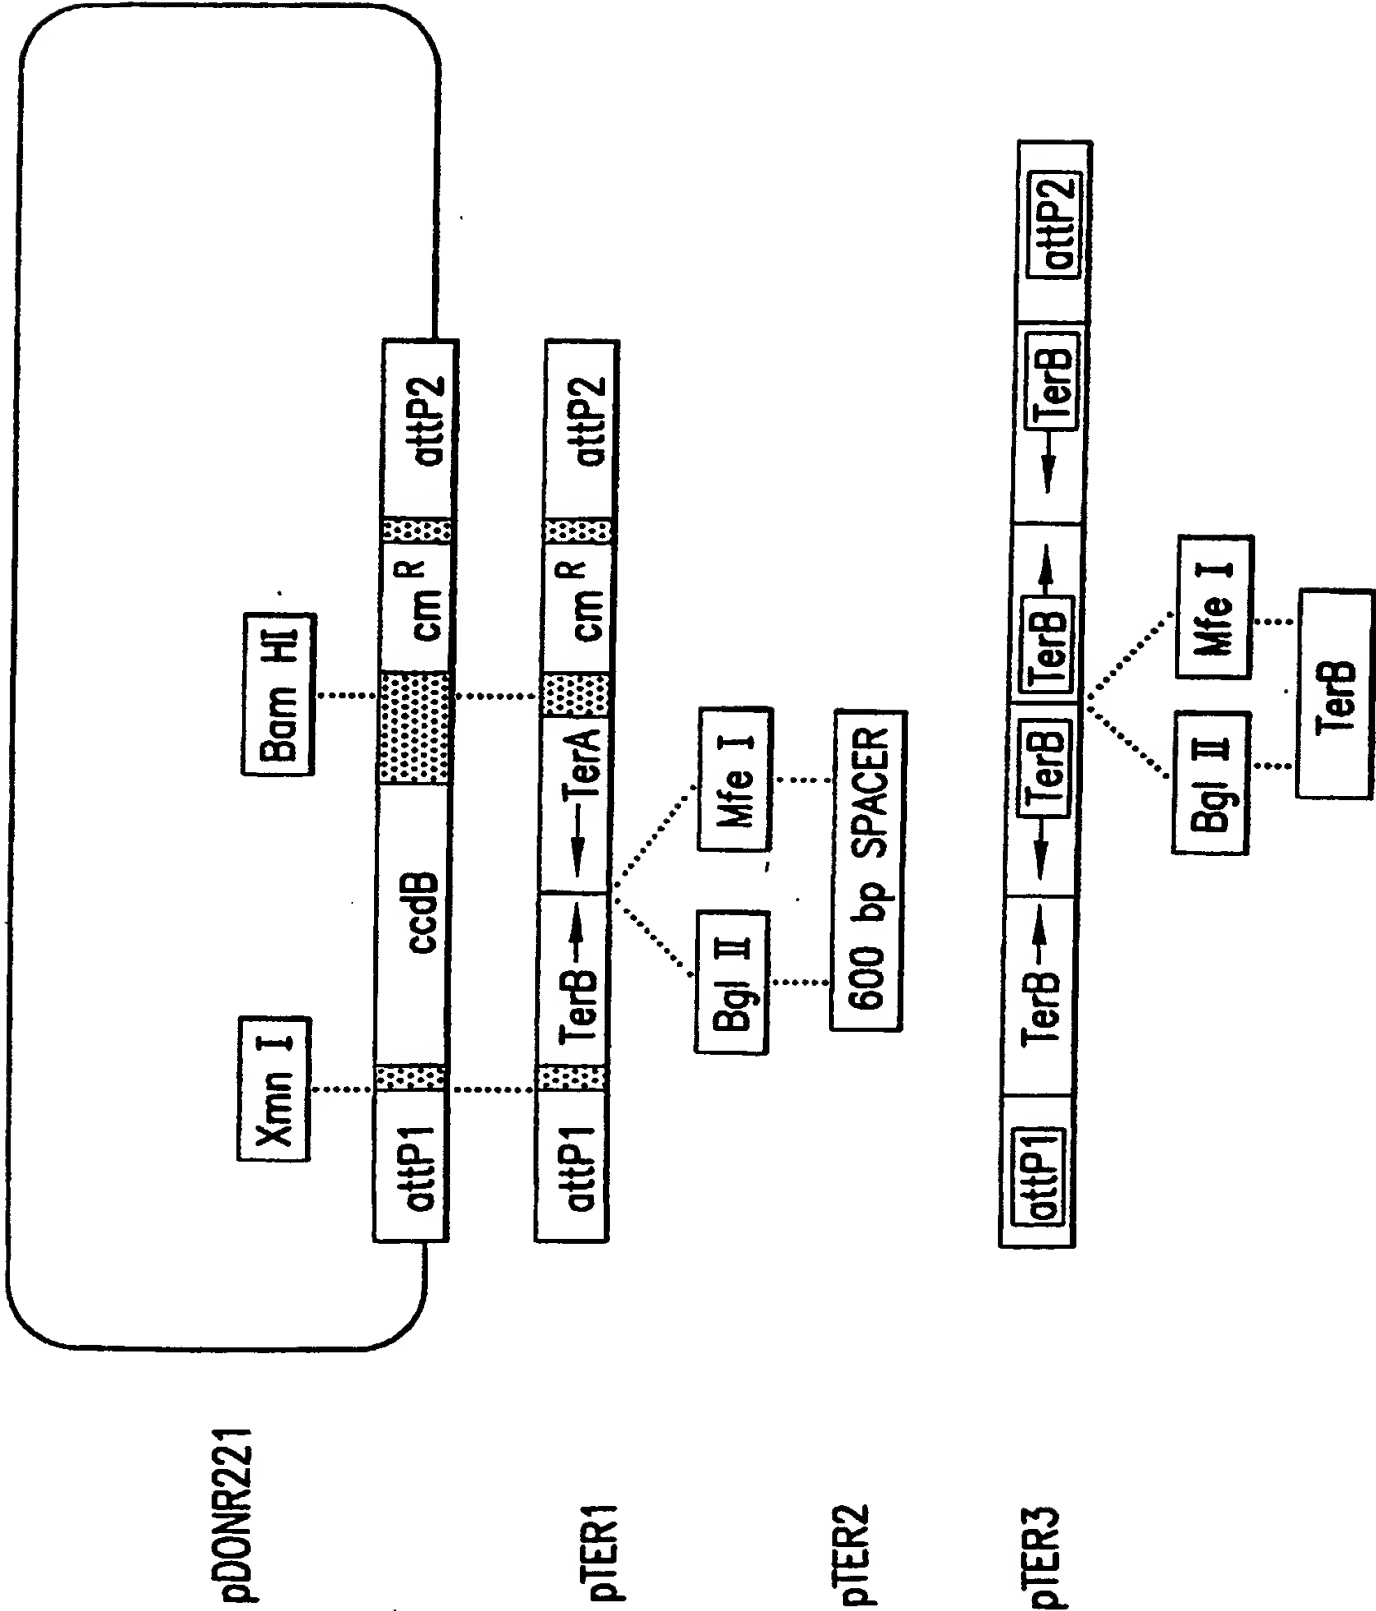 pDONR221
Xmn I
Bam HI
attP1
ccdB
cm^R
attP2
pTER1
attP1
TerB
TerA
cm^R
attP2
Bgl II
Mfe I
pTER2
600 bp SPACER
pTER3
attP1
TerB
TerB
TerB
TerB
attP2
Bgl II
Mfe I
TerB